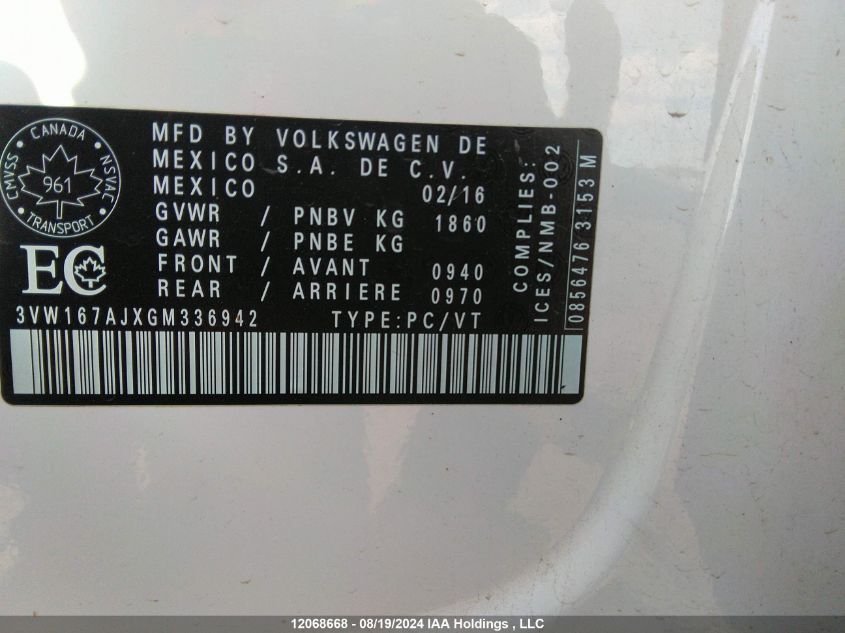 CANADA
CMVSS
NSVAC
961
TRANSPORT
EC
MFD BY VOLKSWAGEN DE
MEXICO S.A. DE C.V.
MEXICO 02/16
GVWR / PNBV KG 1860
GAWR / PNBE KG
FRONT / AVANT 0940
REAR / ARRIERE 0970
3VW167AJXGM336942 TYPE:PC/VT
COMPLIES:
ICES/NMB-002
0856476 3153 M
12068668 - 08/19/2024 IAA Holdings , LLC